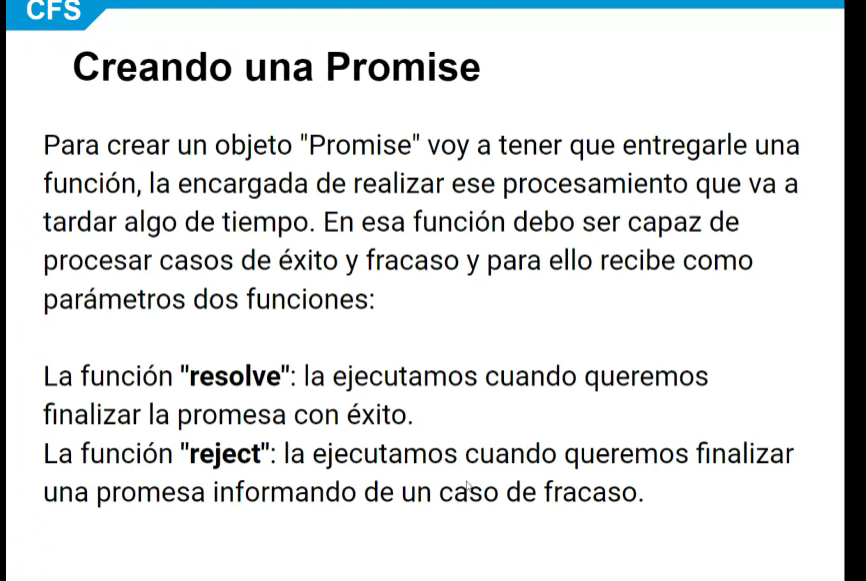 CFS
Creando una Promise
Para crear un objeto "Promise" voy a tener que entregarle una
función, la encargada de realizar ese procesamiento que va a
tardar algo de tiempo. En esa función debo ser capaz de
procesar casos de éxito y fracaso y para ello recibe como
parámetros dos funciones:
La función "resolve": la ejecutamos cuando queremos
finalizar la promesa con éxito.
La función "reject": la ejecutamos cuando queremos finalizar
una promesa informando de un caso de fracaso.